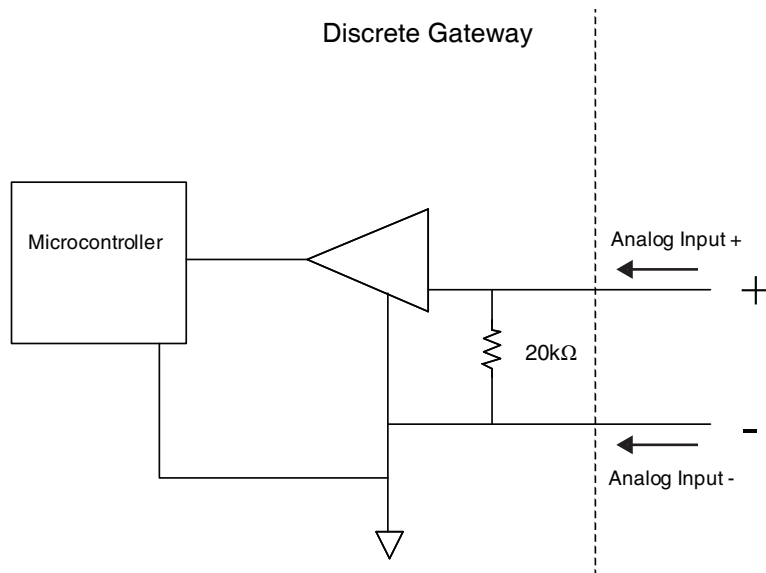 Discrete Gateway
Microcontroller
Analog Input +
+
20kΩ
-
Analog Input -